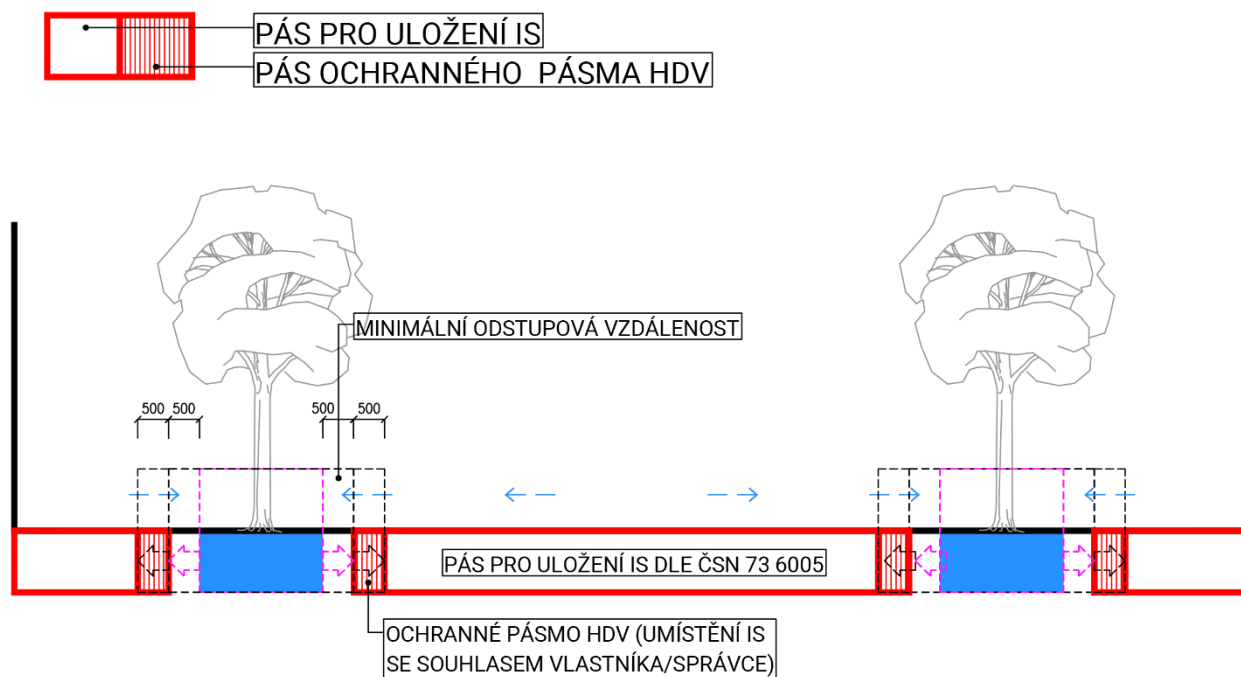 PÁS PRO ULOŽENÍ IS
PÁS OCHRANNÉHO PÁSMA HDV
MINIMÁLNÍ ODSTUPOVÁ VZDÁLENOST
500 500 500 500
PÁS PRO ULOŽENÍ IS DLE ČSN 73 6005
OCHRANNÉ PÁSMO HDV (UMÍSTĚNÍ IS
SE SOUHLASEM VLASTNÍKA/SPRÁVCE)